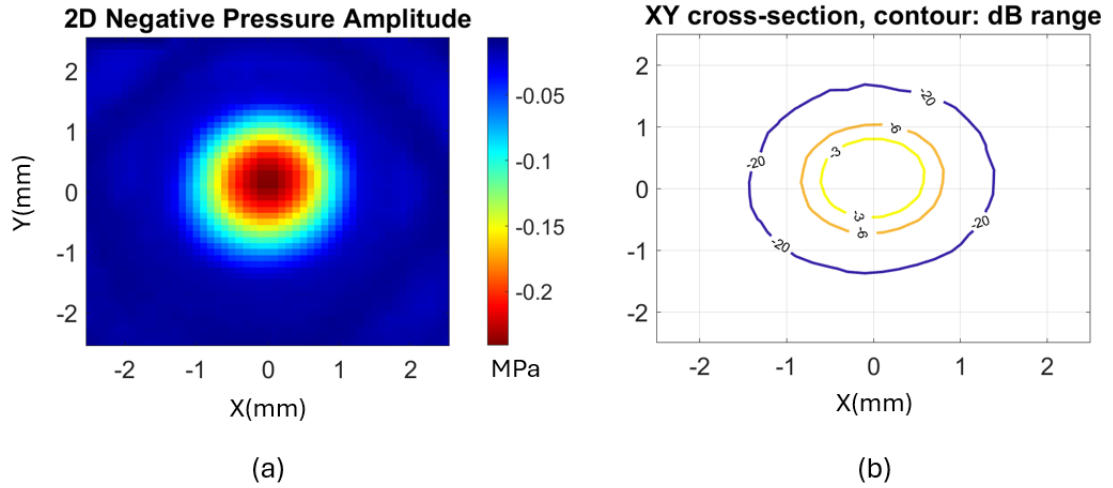 2D Negative Pressure Amplitude
2
1
0
-1
-2
Y(mm)
-2 -1 0 1 2
X(mm)
-0.05
-0.1
-0.15
-0.2
MPa
(a)
XY cross-section, contour: dB range
2
1
0
-1
-2
-20
-6
-3
-20
-3
-6
-20
-20
-2 -1 0 1 2
X(mm)
(b)